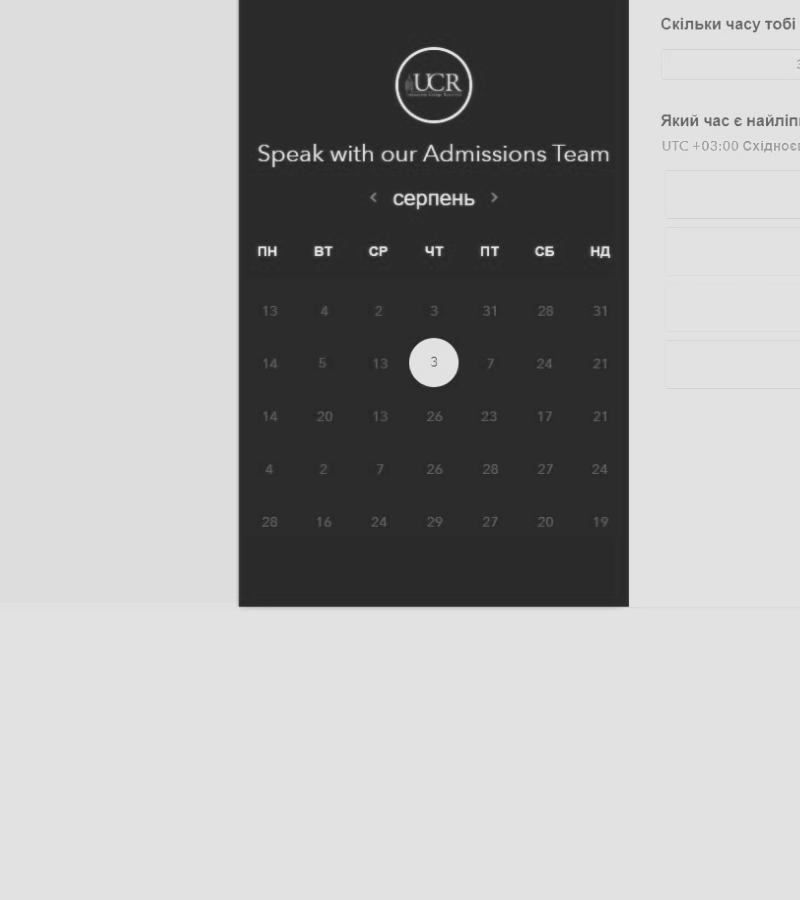 UCR
Speak with our Admissions Team
< серпень >
ПН ВТ СР ЧТ ПТ СБ НД
13 4 2 3 31 28 31
14 5 13 3 7 24 21
14 20 13 26 23 17 21
4 2 7 26 28 27 24
28 16 24 29 27 20 19
Скільки часу тобі
Який час є
UTC +03:00